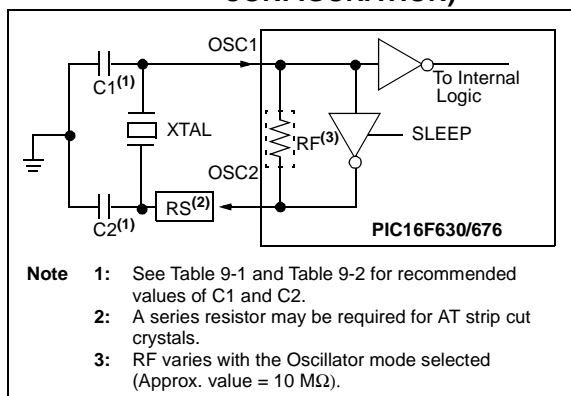 CONFIGURATION)
OSC1
To Internal
Logic
C1(1)
XTAL
SLEEP
RF(3)
OSC2
RS(2)
C2(1)
PIC16F630/676
Note 1: See Table 9-1 and Table 9-2 for recommended
values of C1 and C2.
2: A series resistor may be required for AT strip cut
crystals.
3: RF varies with the Oscillator mode selected
(Approx. value = 10 MΩ).